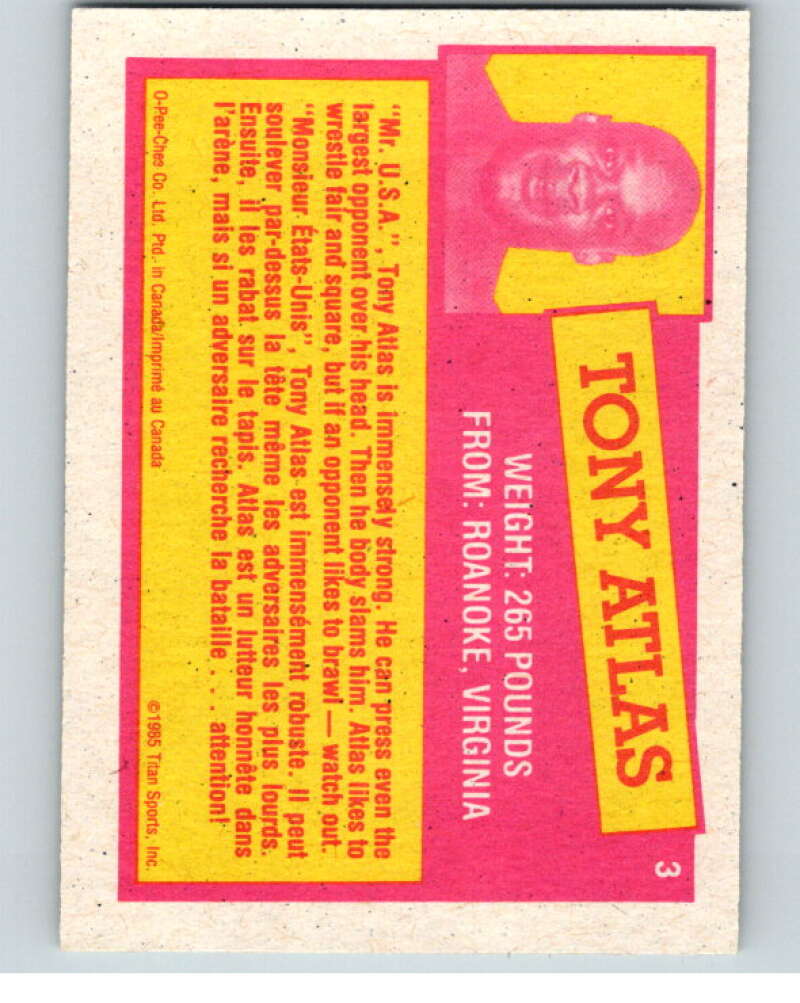 3
TONY ATLAS
WEIGHT: 265 POUNDS
FROM: ROANOKE, VIRGINIA
"Mr. U.S.A.", Tony Atlas is immensely strong. He can press even the
largest opponent over his head. Then he body slams him. Atlas likes to
wrestle fair and square, but if an opponent likes to brawl — watch out.
"Monsieur États-Unis", Tony Atlas est immensément robuste. Il peut
soulever par-dessus la tête même les adversaires les plus lourds.
Ensuite, il les rabat sur le tapis. Atlas est un lutteur honnête dans
l'arène, mais si un adversaire recherche la bataille . . . attention!
O-Pee-Chee Co. Ltd. Ptd. in Canada/Imprimé au Canada ©1985 Titan Sports, Inc.